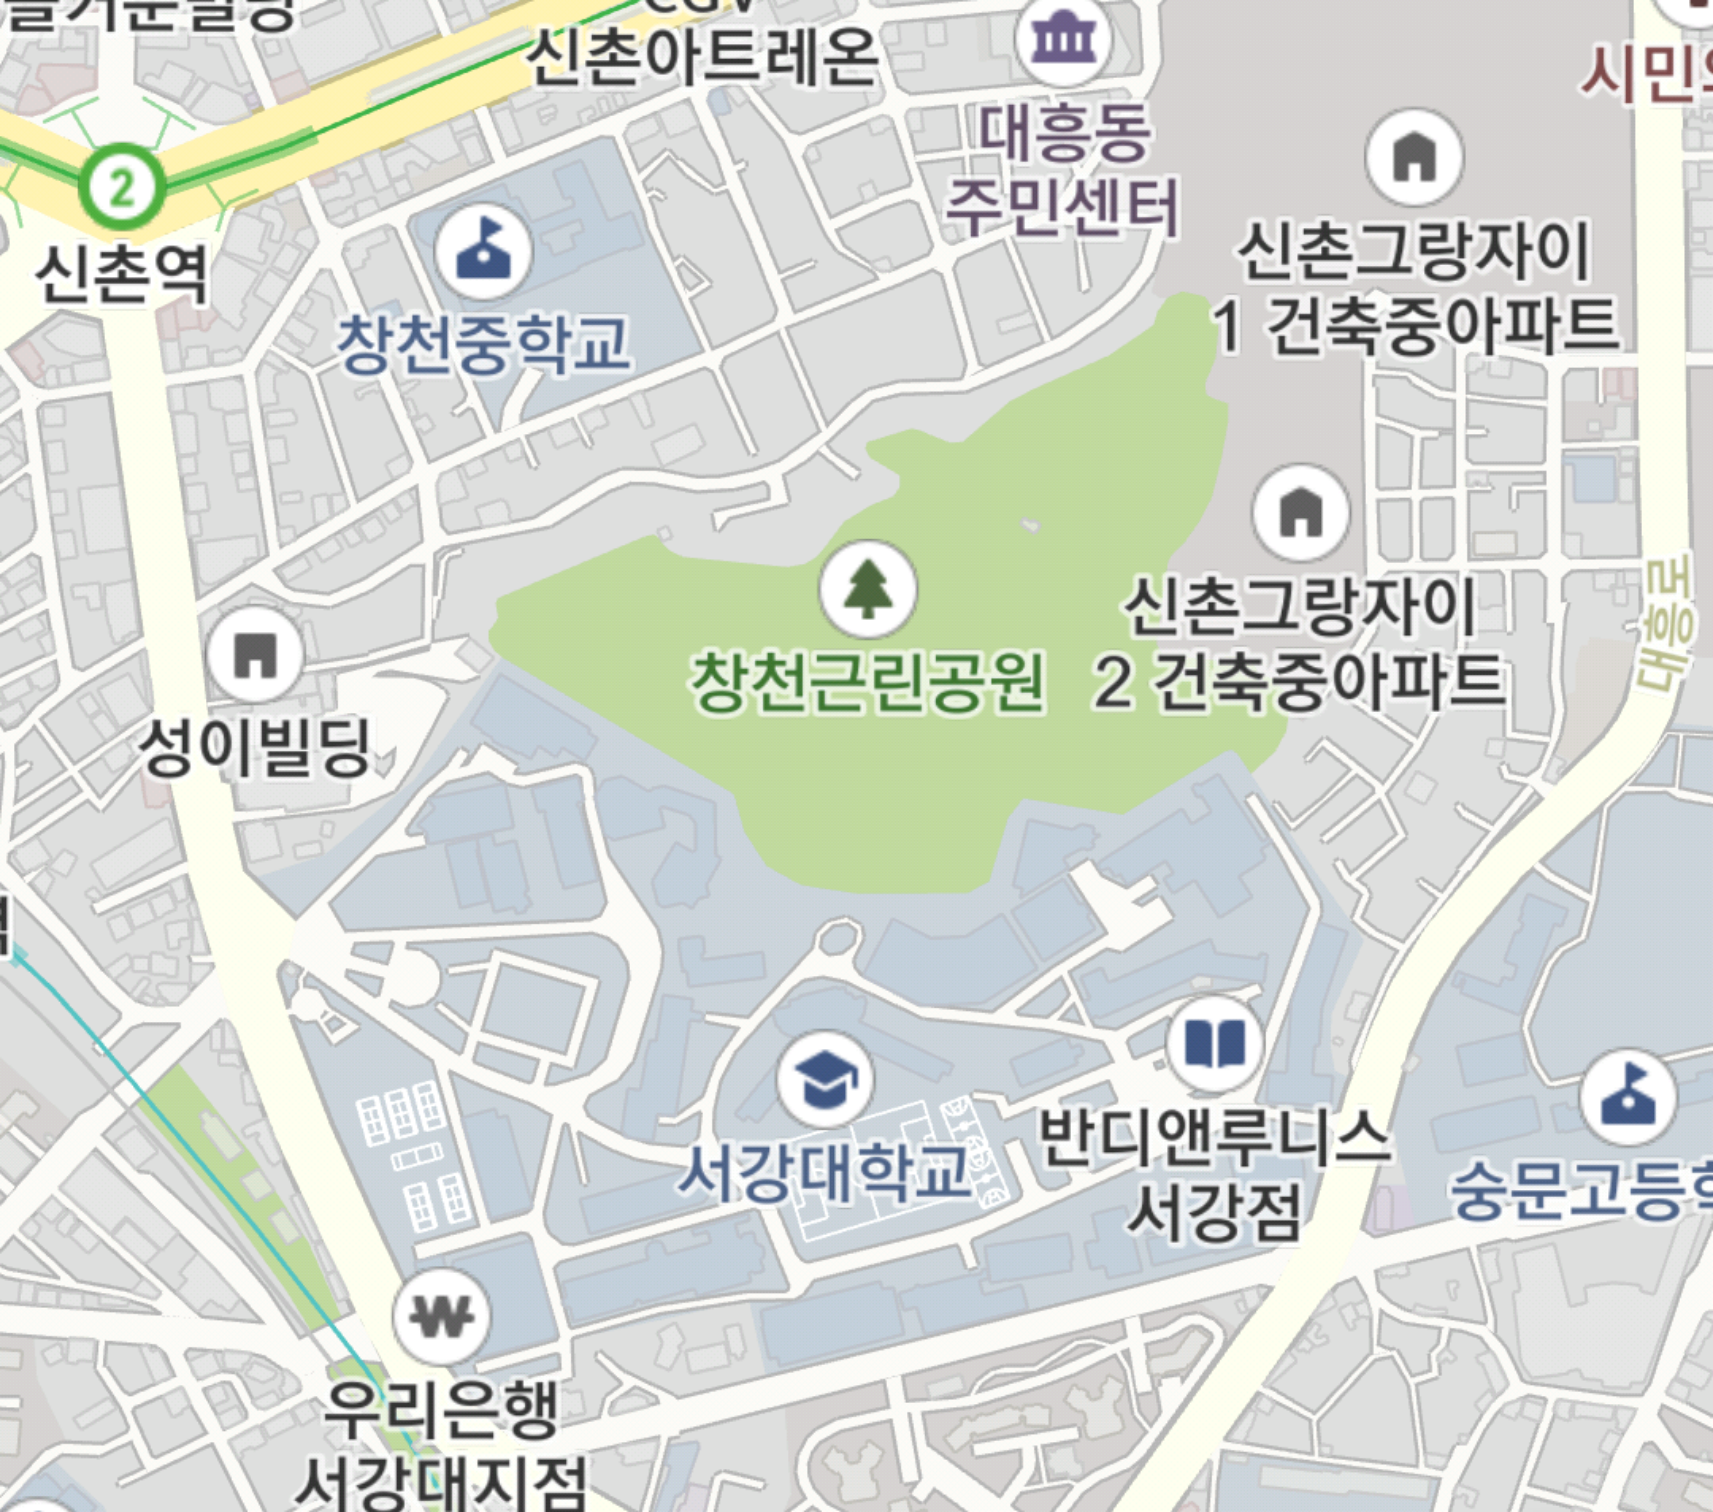 신촌아트레온
2
신촌역
대흥동
주민센터
신촌그랑자이
1 건축중아파트
창천중학교
신촌그랑자이
2 건축중아파트
창천근린공원
대흥로
성이빌딩
서강대학교
반디앤루니스
서강점
우리은행
서강대지점